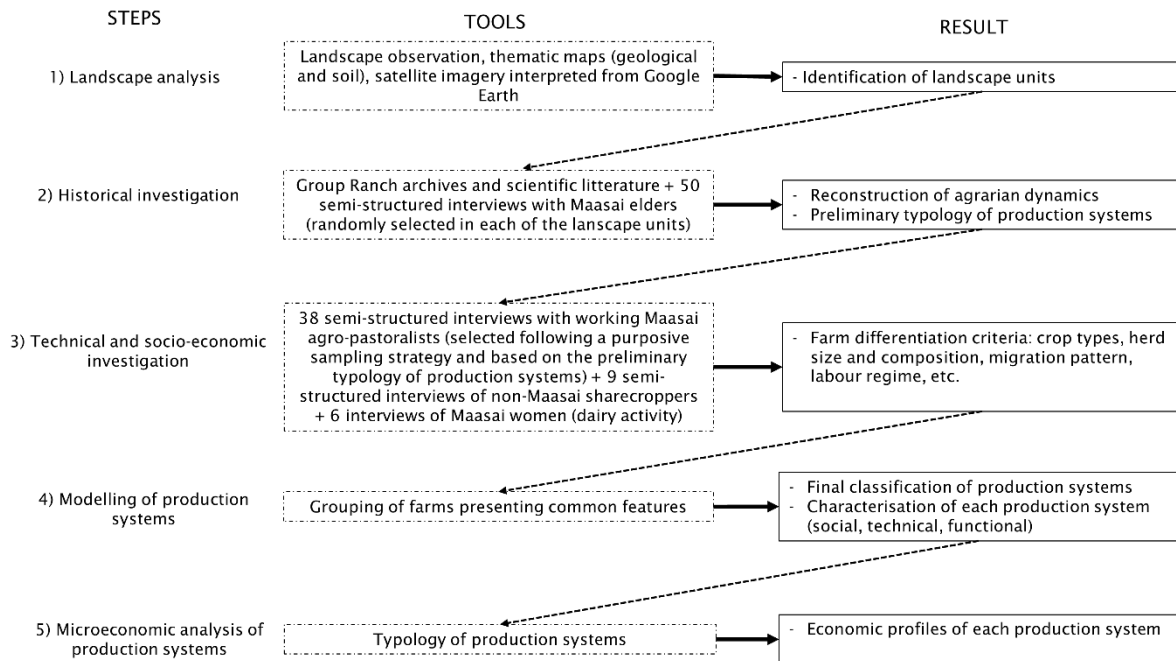 STEPS
TOOLS
RESULT
1) Landscape analysis
Landscape observation, thematic maps (geological
and soil), satellite imagery interpreted from Google
Earth
- Identification of landscape units
2) Historical investigation
Group Ranch archives and scientific litterature + 50
semi-structured interviews with Maasai elders
(randomly selected in each of the lanscape units)
- Reconstruction of agrarian dynamics
- Preliminary typology of production systems
3) Technical and socio-economic
investigation
38 semi-structured interviews with working Maasai
agro-pastoralists (selected following a purposive
sampling strategy and based on the preliminary
typology of production systems) + 9 semi-
structured interviews of non-Maasai sharecroppers
+ 6 interviews of Maasai women (dairy activity)
- Farm differentiation criteria: crop types, herd
size and composition, migration pattern,
labour regime, etc.
4) Modelling of production
systems
Grouping of farms presenting common features
- Final classification of production systems
- Characterisation of each production system
(social, technical, functional)
5) Microeconomic analysis of
production systems
Typology of production systems
- Economic profiles of each production system